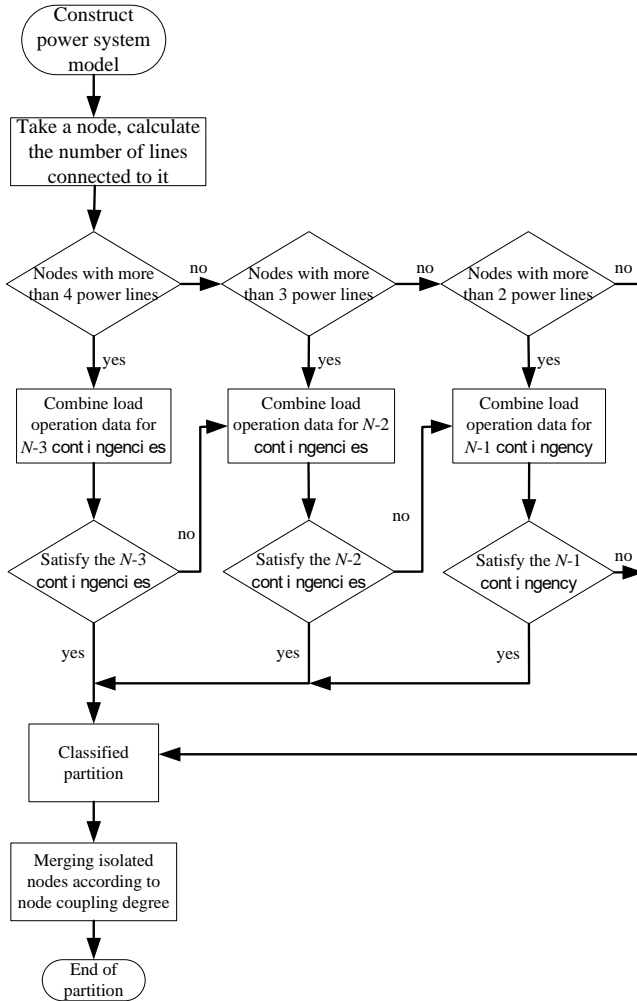 Construct
power system
model
Take a node, calculate
the number of lines
connected to it
Nodes with more
than 4 power lines
no
Nodes with more
than 3 power lines
no
Nodes with more
than 2 power lines
no
yes
yes
yes
Combine load
operation data for
N-3 contingencies
Combine load
operation data for N-2
contingencies
Combine load
operation data for
N-1 contingency
no
no
Satisfy the N-3
contingencies
Satisfy the N-2
contingencies
Satisfy the N-1
contingency
no
yes
yes
yes
Classified
partition
Merging isolated
nodes according to
node coupling degree
End of
partition